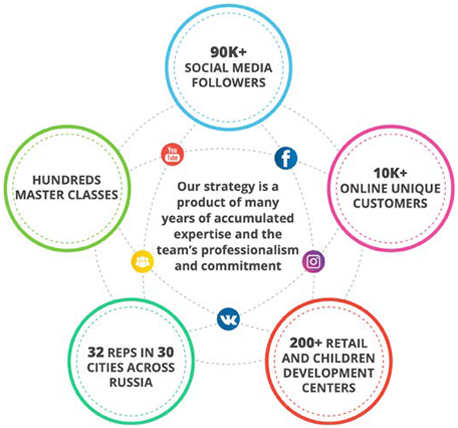 90K+
SOCIAL MEDIA
FOLLOWERS
You
Tube
f
HUNDREDS
MASTER CLASSES
10K+
ONLINE UNIQUE
CUSTOMERS
Our strategy is a
product of many
years of accumulated
expertise and the
team's professionalism
and commitment
32 REPS IN 30
CITIES ACROSS
RUSSIA
200+ RETAIL
AND CHILDREN
DEVELOPMENT
CENTERS